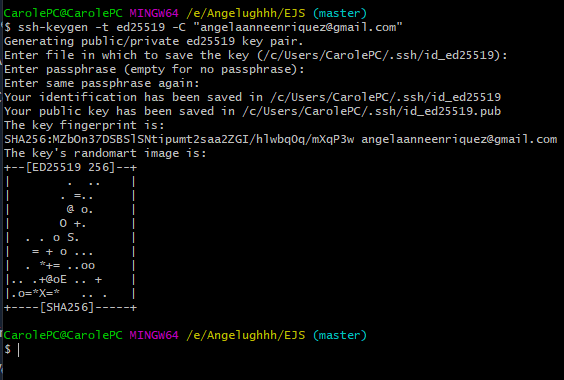 CarolePC@CarolePC MINGW64 /e/Angelughhh/EJS (master)
$ ssh-keygen -t ed25519 -C "angelaanneenriquez@gmail.com"
Generating public/private ed25519 key pair.
Enter file in which to save the key (/c/Users/CarolePC/.ssh/id_ed25519):
Enter passphrase (empty for no passphrase):
Enter same passphrase again:
Your identification has been saved in /c/Users/CarolePC/.ssh/id_ed25519
Your public key has been saved in /c/Users/CarolePC/.ssh/id_ed25519.pub
The key fingerprint is:
SHA256:MZbOn37DSBSlSNtipumt2saa2ZGI/hlwbqOq/mXqP3w angelaanneenriquez@gmail.com
The key's randomart image is:
+--[ED25519 256]--+
|        .  ..    |
|       . =..     |
|        @ o.     |
|       O +.      |
|  . . o S.       |
|   = + o ...     |
|  . *+= ..oo     |
|.. .+@oE .. +    |
|.o=*X=*   .. .   |
+----[SHA256]-----+
CarolePC@CarolePC MINGW64 /e/Angelughhh/EJS (master)
$